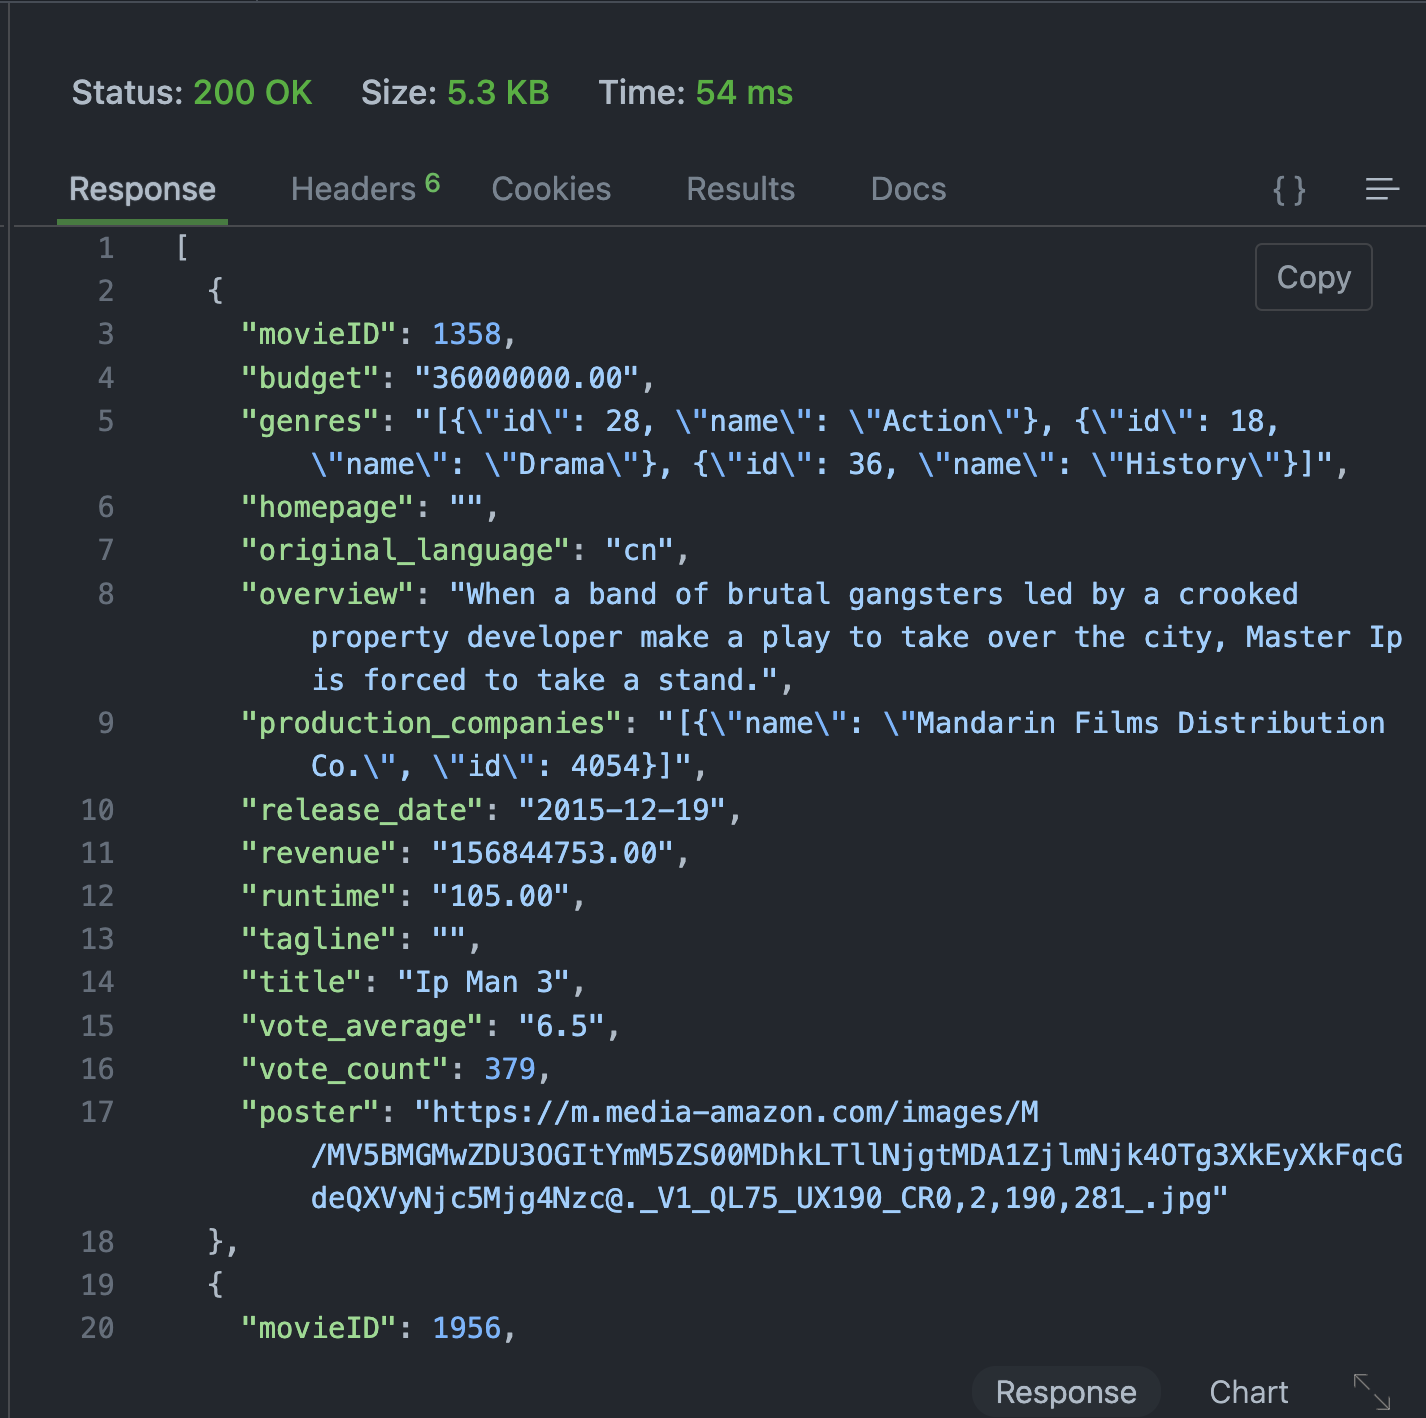 Status: 200 OK Size: 5.3 KB Time: 54 ms
Response Headers 6 Cookies Results Docs {}
Copy
1 [
2 {
3 "movieID": 1358,
4 "budget": "36000000.00",
5 "genres": "[{\"id\": 28, \"name\": \"Action\"}, {\"id\": 18,
\"name\": \"Drama\"}, {\"id\": 36, \"name\": \"History\"}]",
6 "homepage": "",
7 "original_language": "cn",
8 "overview": "When a band of brutal gangsters led by a crooked
property developer make a play to take over the city, Master Ip
is forced to take a stand.",
9 "production_companies": "[{\"name\": \"Mandarin Films Distribution
Co.\", \"id\": 4054}]",
10 "release_date": "2015-12-19",
11 "revenue": "156844753.00",
12 "runtime": "105.00",
13 "tagline": "",
14 "title": "Ip Man 3",
15 "vote_average": "6.5",
16 "vote_count": 379,
17 "poster": "https://m.media-amazon.com/images/M
/MV5BMGMwZDU3OGItYmM5ZS00MDhkLTllNjgtMDA1ZjlmNjk4OTg3XkEyXkFqcG
deQXVyNjc5Mjg4Nzc@._V1_QL75_UX190_CR0,2,190,281_.jpg"
18 },
19 {
20 "movieID": 1956,
Response Chart